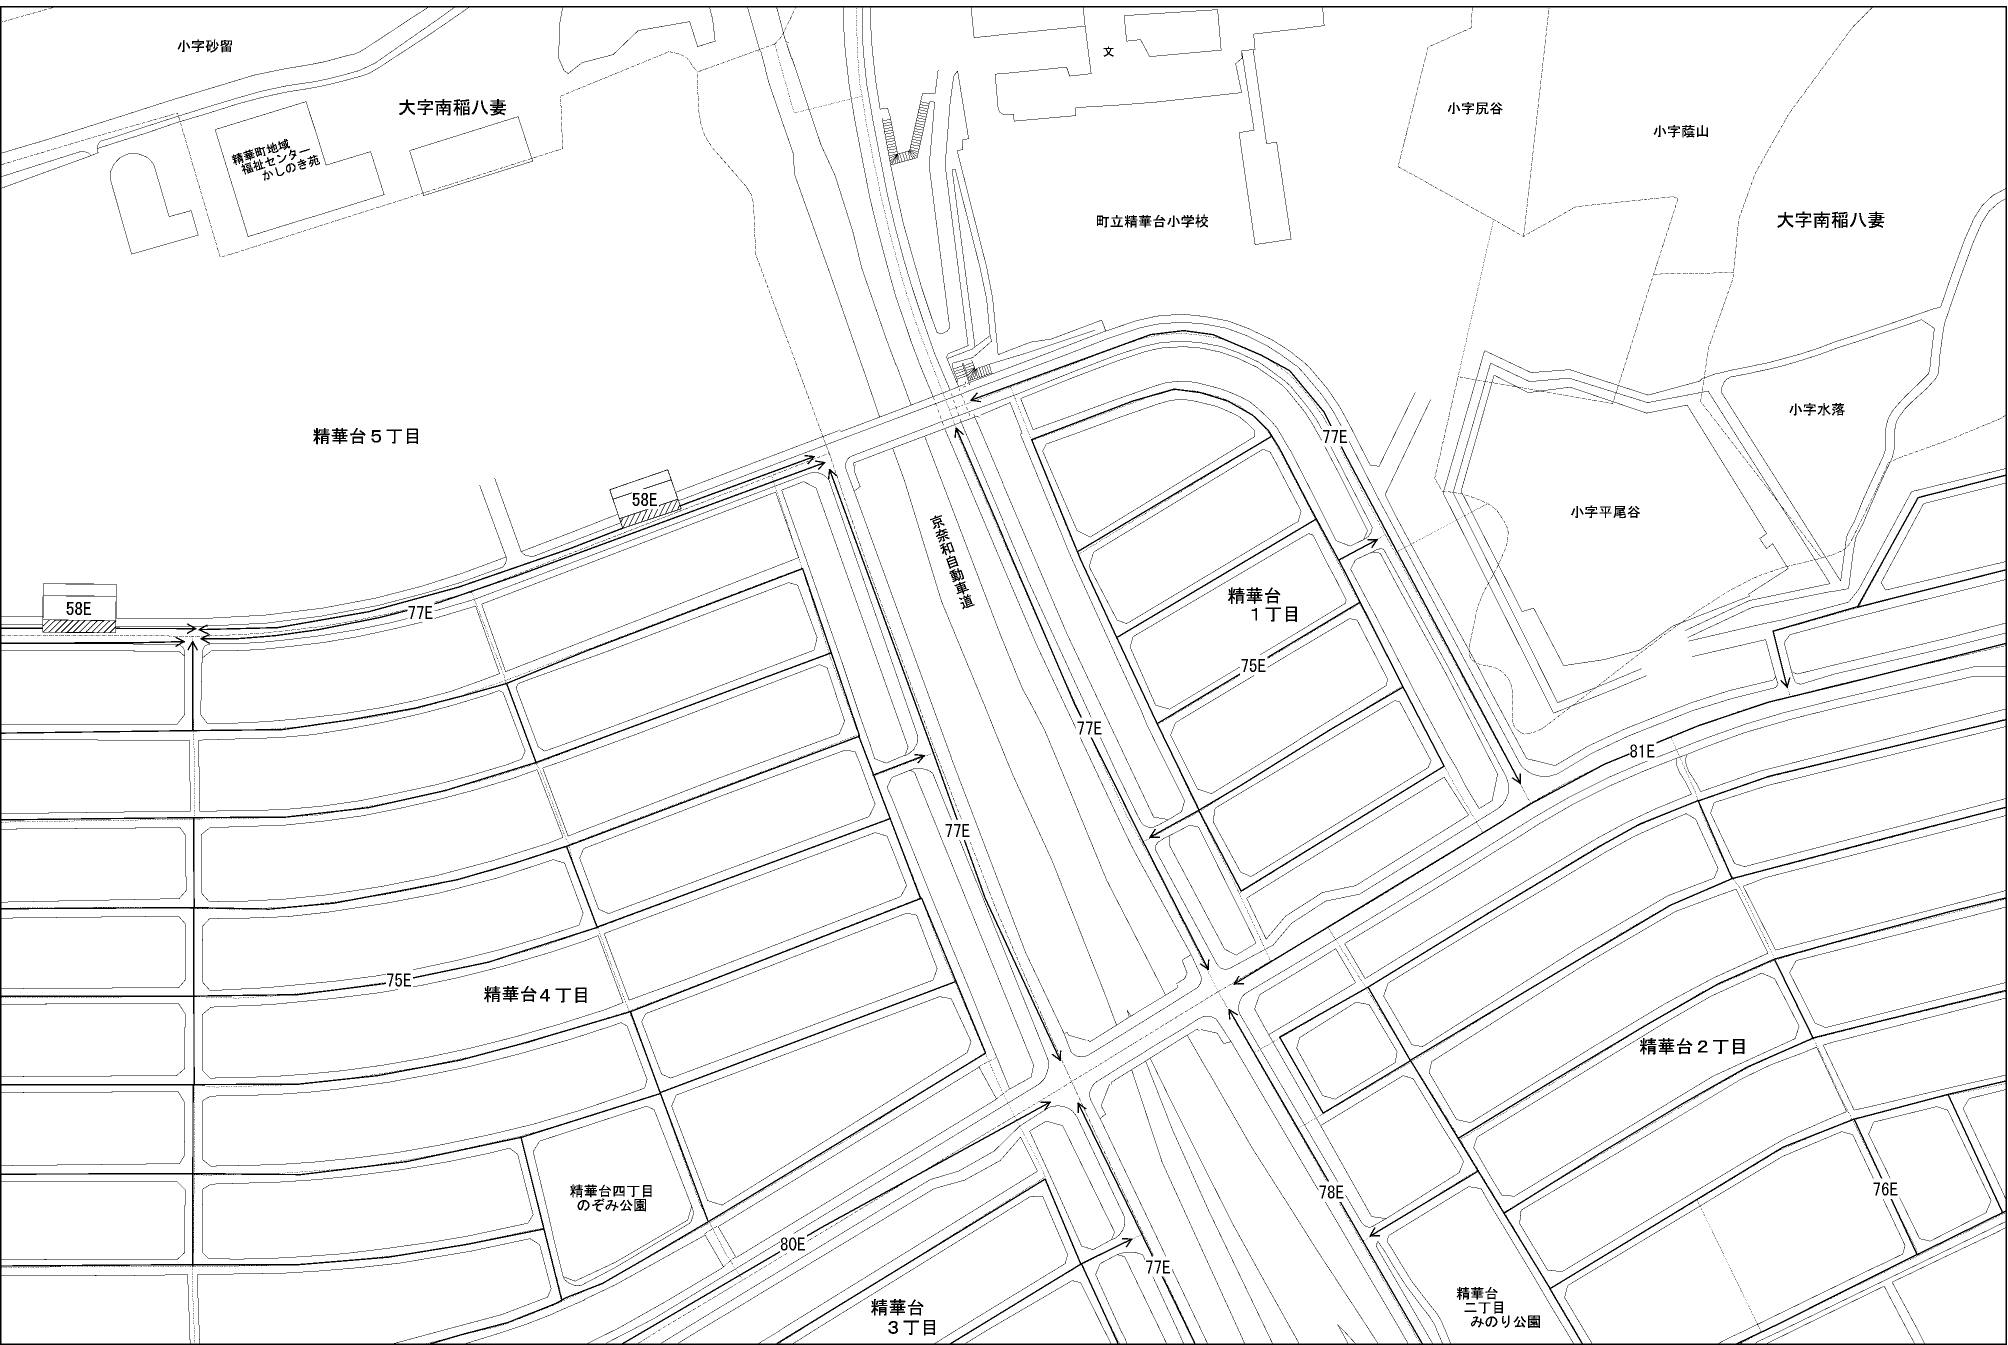 小字砂留
大字南稲八妻
精華町地域
福祉センター
かしのき苑
文
小字尻谷
小字蔭山
町立精華台小学校
大字南稲八妻
小字水落
精華台5丁目
77E
58E
小字平尾谷
京奈和自動車道
58E
77E
精華台
1丁目
75E
77E
81E
77E
75E
精華台4丁目
精華台2丁目
精華台四丁目
のぞみ公園
78E
76E
80E
77E
精華台
3丁目
精華台
二丁目
みのり公園